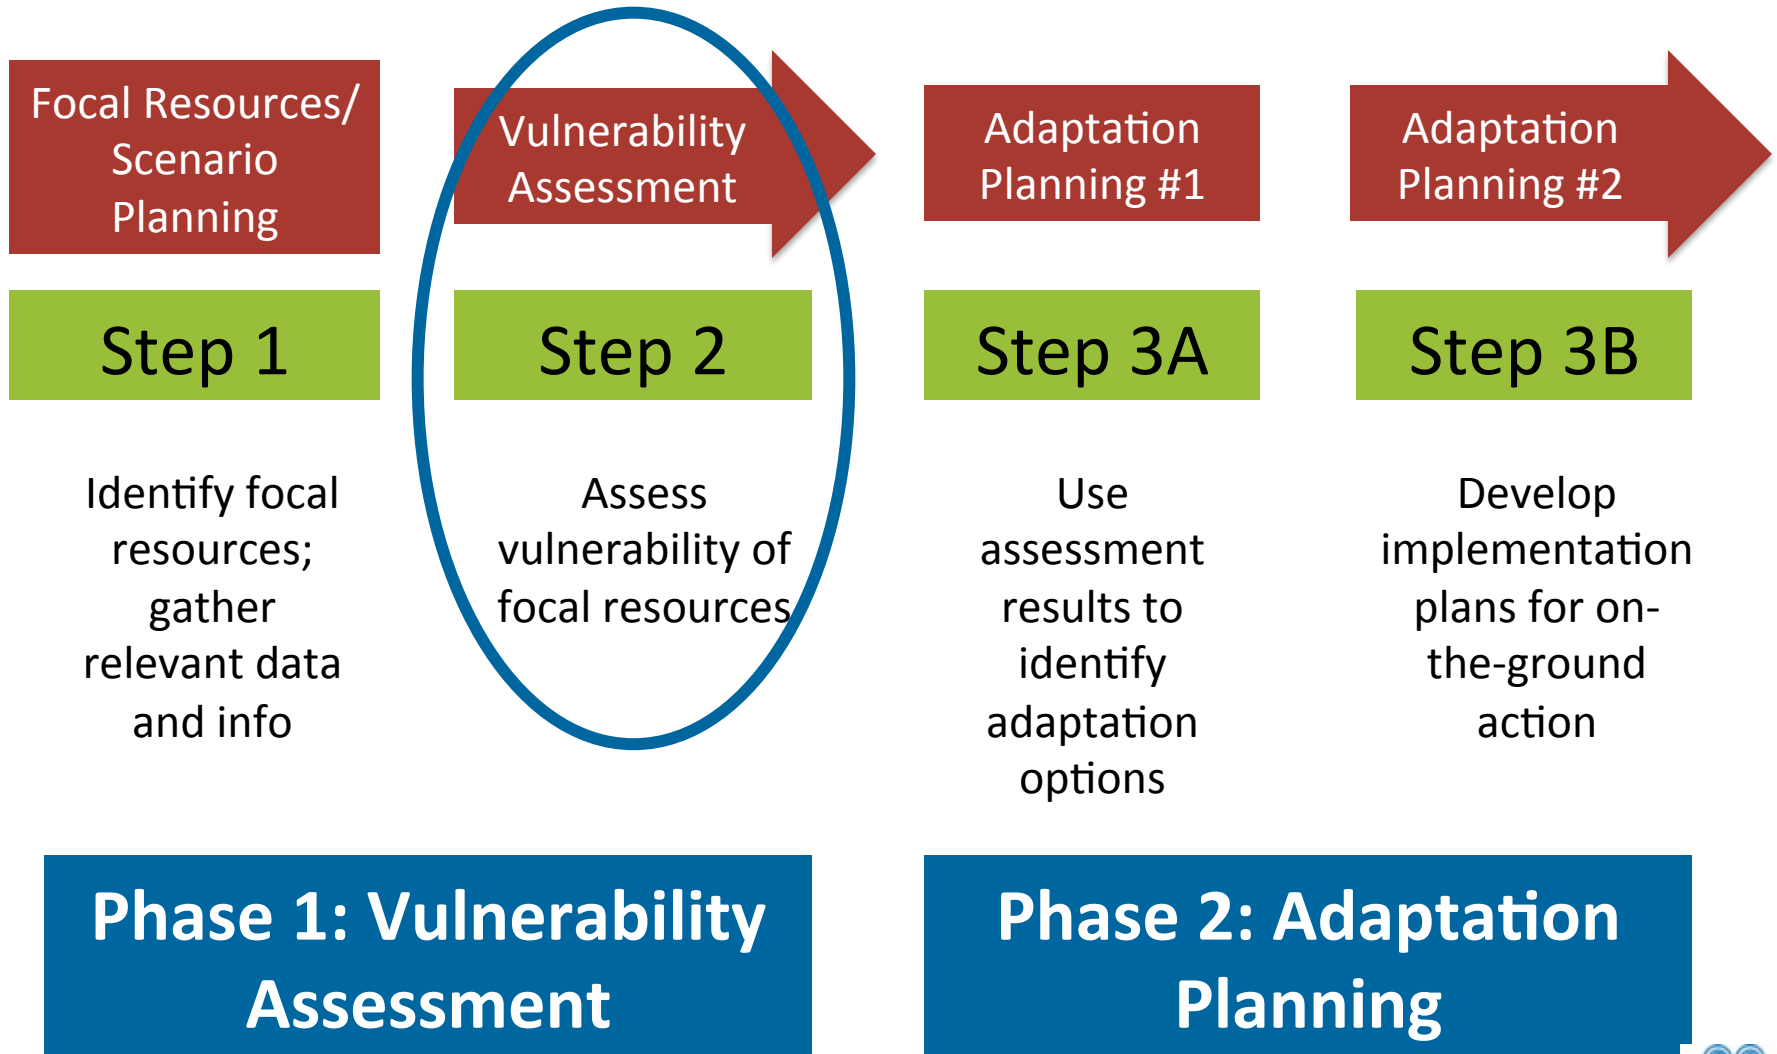 Focal Resources/
Scenario
Planning
Vulnerability
Assessment
Adaptation
Planning #1
Adaptation
Planning #2
Step 1
Step 2
Step 3A
Step 3B
Identify focal
resources;
gather
relevant data
and info
Assess
vulnerability of
focal resources
Use
assessment
results to
identify
adaptation
options
Develop
implementation
plans for on-
the-ground
action
Phase 1: Vulnerability
Assessment
Phase 2: Adaptation
Planning